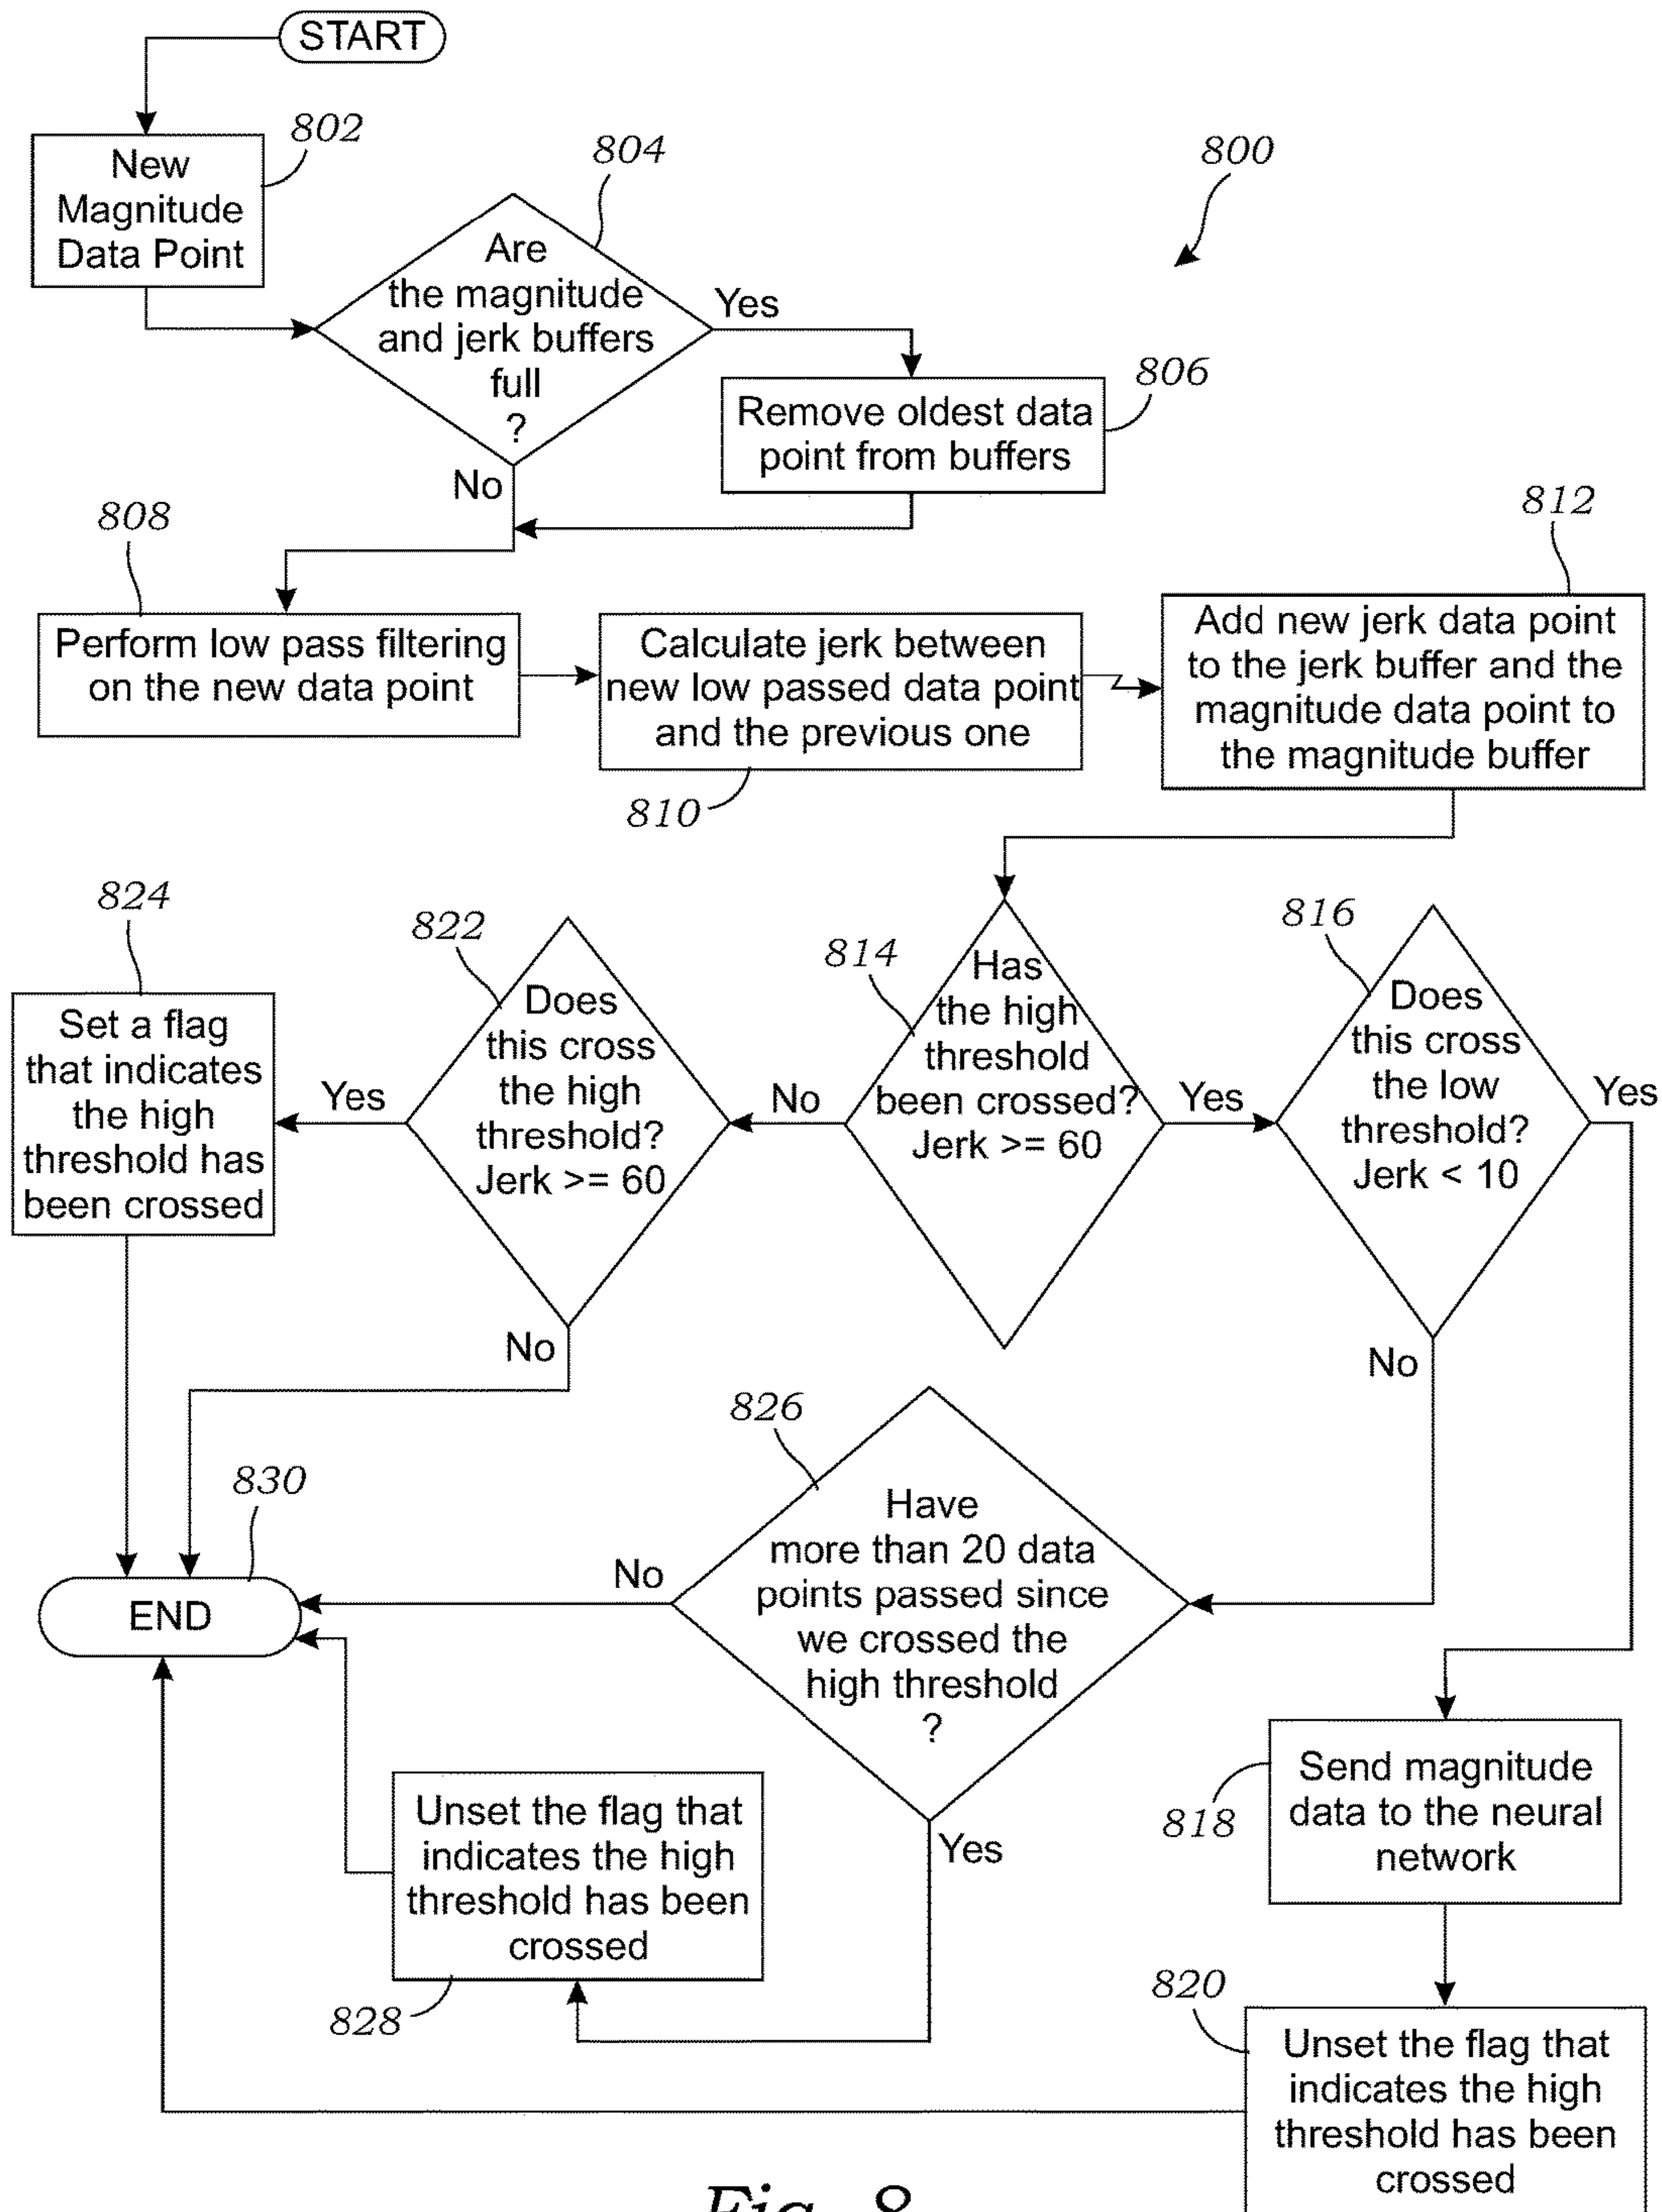 START
802
New
Magnitude
Data Point
804
800
Are
the magnitude
and jerk buffers
full
?
Yes
No
806
Remove oldest data
point from buffers
808
Perform low pass filtering
on the new data point
Calculate jerk between
new low passed data point
and the previous one
810
812
Add new jerk data point
to the jerk buffer and the
magnitude data point to
the magnitude buffer
814
Has
the high
threshold
been crossed?
Jerk >= 60
No
Yes
816
Does
this cross
the low
threshold?
Jerk < 10
Yes
No
822
Does
this cross
the high
threshold?
Jerk >= 60
Yes
No
824
Set a flag
that indicates
the high
threshold has
been crossed
826
Have
more than 20 data
points passed since
we crossed the
high threshold
?
No
Yes
830
END
Send magnitude
data to the neural
network
818
Unset the flag that
indicates the high
threshold has been
crossed
828
820
Unset the flag that
indicates the high
threshold has been
crossed
Fig. 8